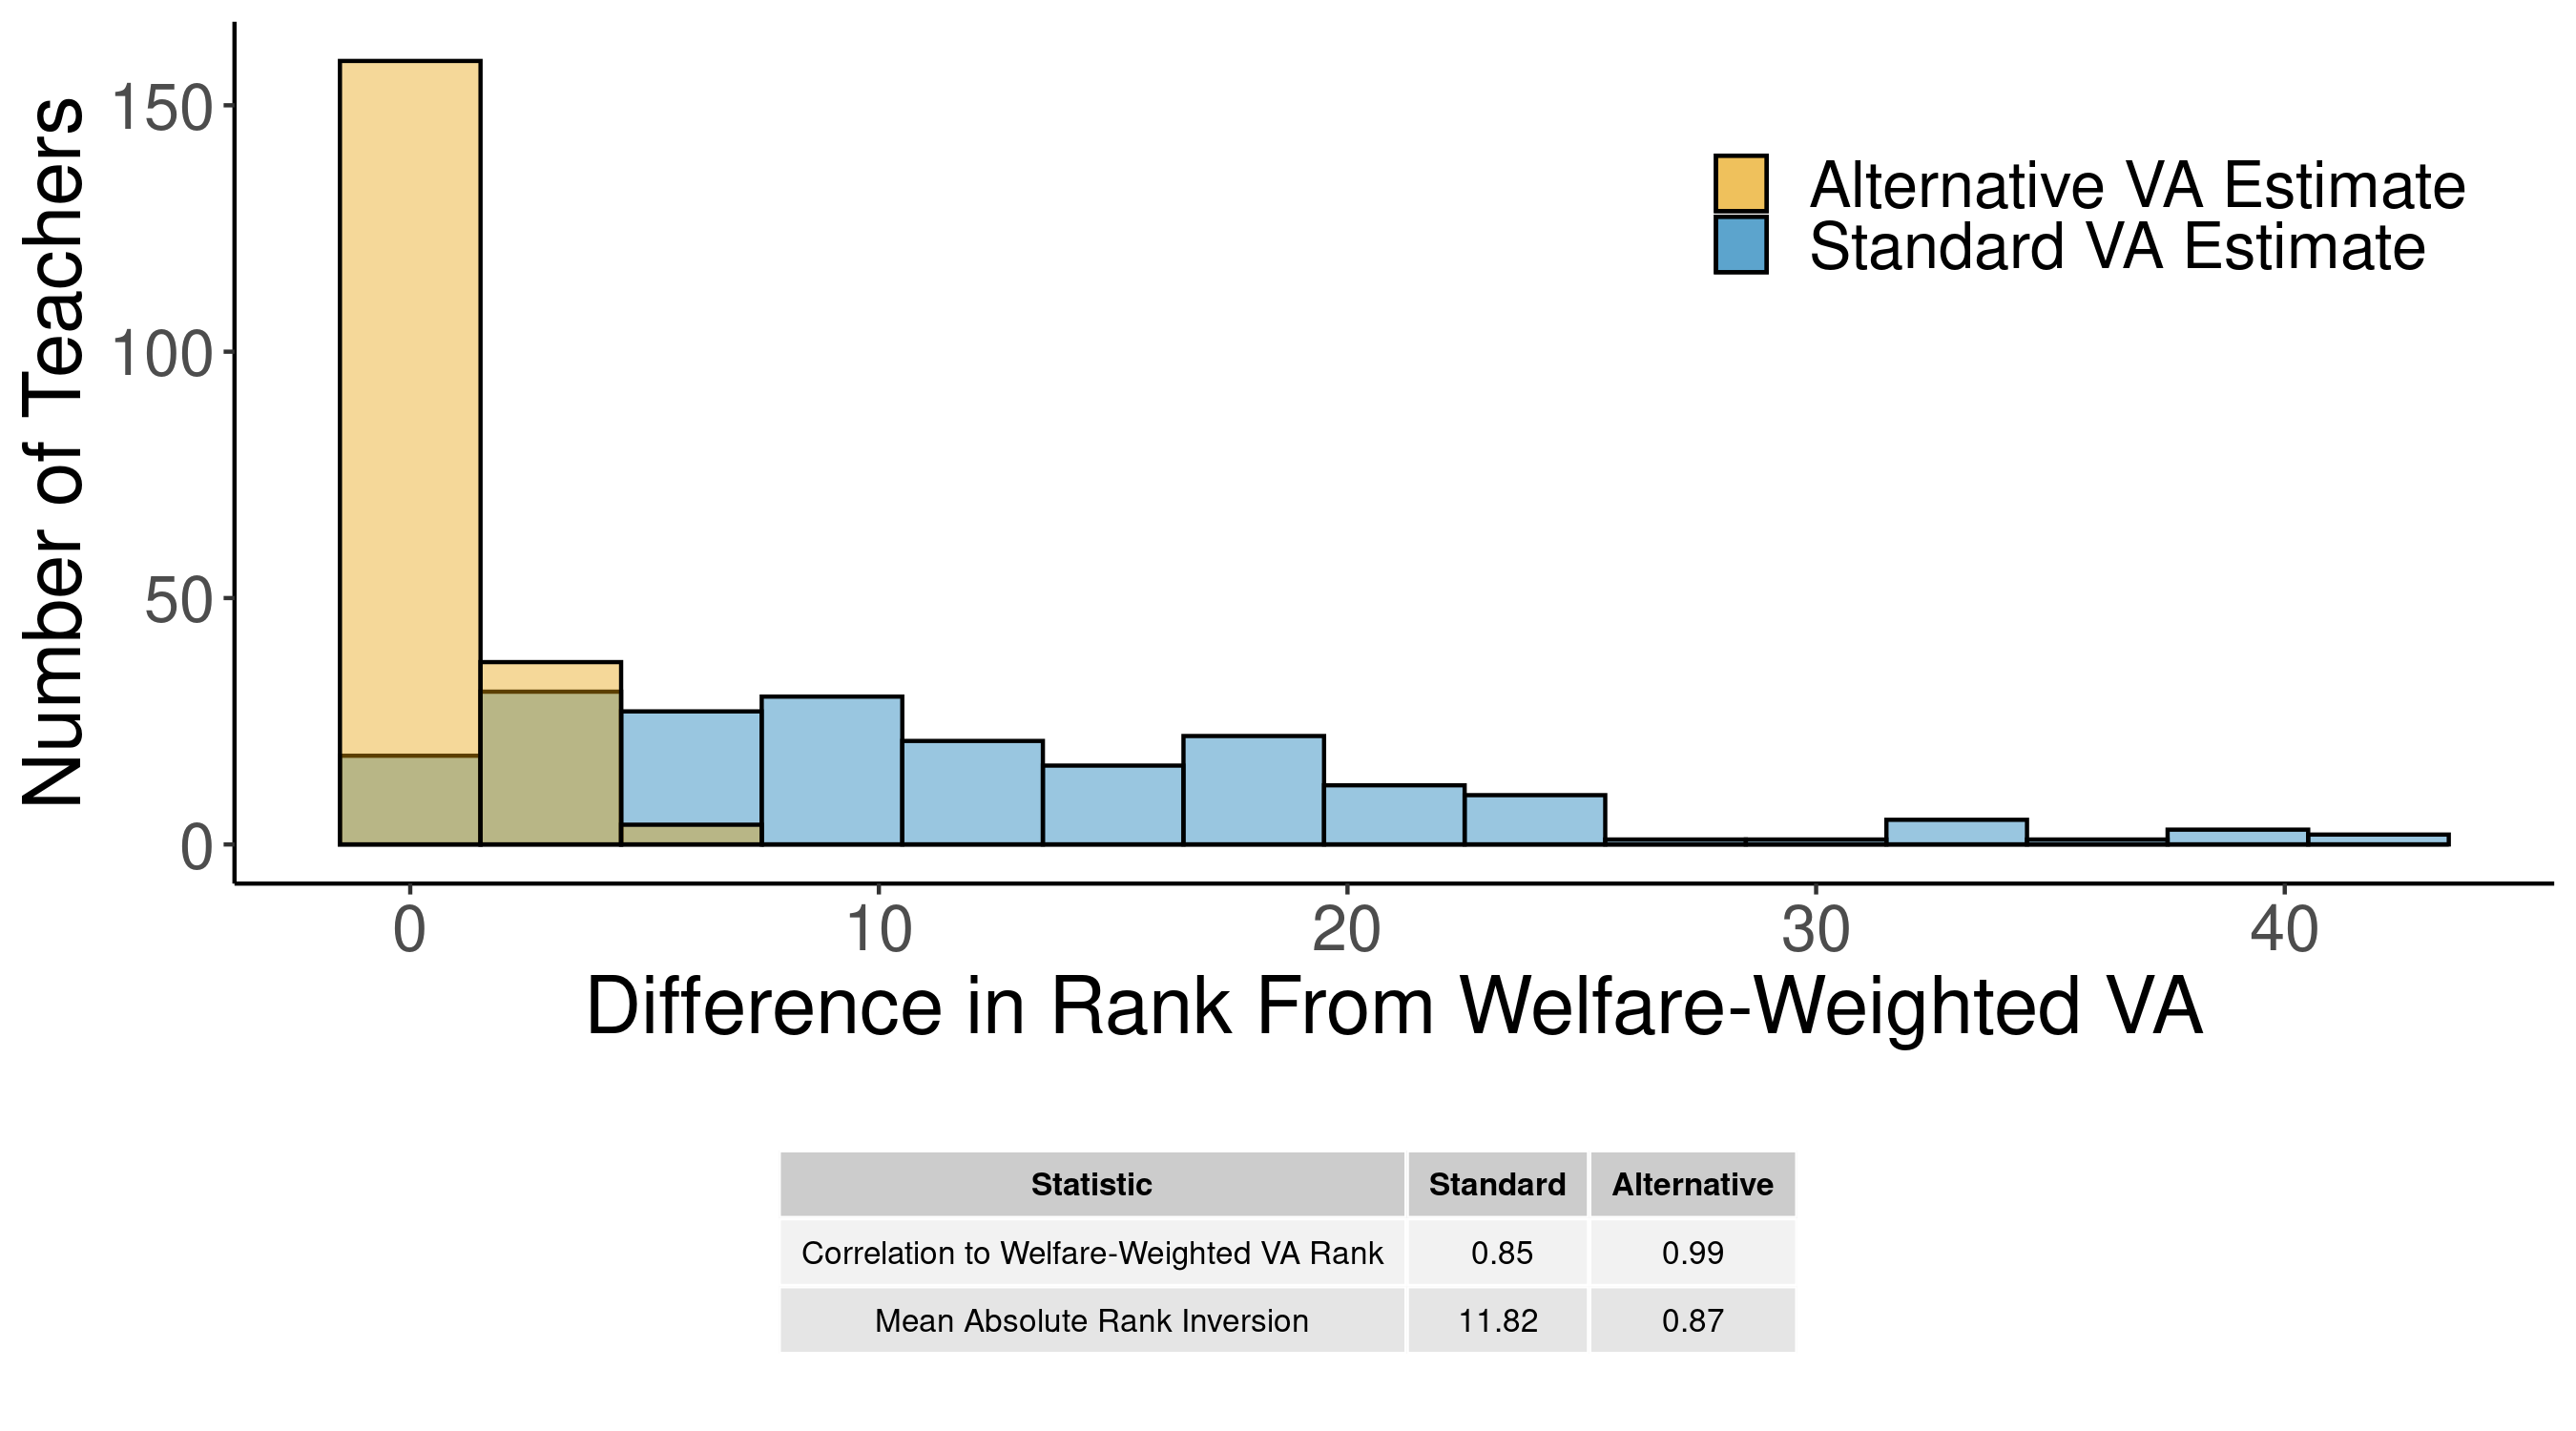 Number of Teachers
150
100
50
0
Alternative VA Estimate
Standard VA Estimate
0 10 20 30 40
Difference in Rank From Welfare-Weighted VA
Statistic Standard Alternative
Correlation to Welfare-Weighted VA Rank 0.85 0.99
Mean Absolute Rank Inversion 11.82 0.87